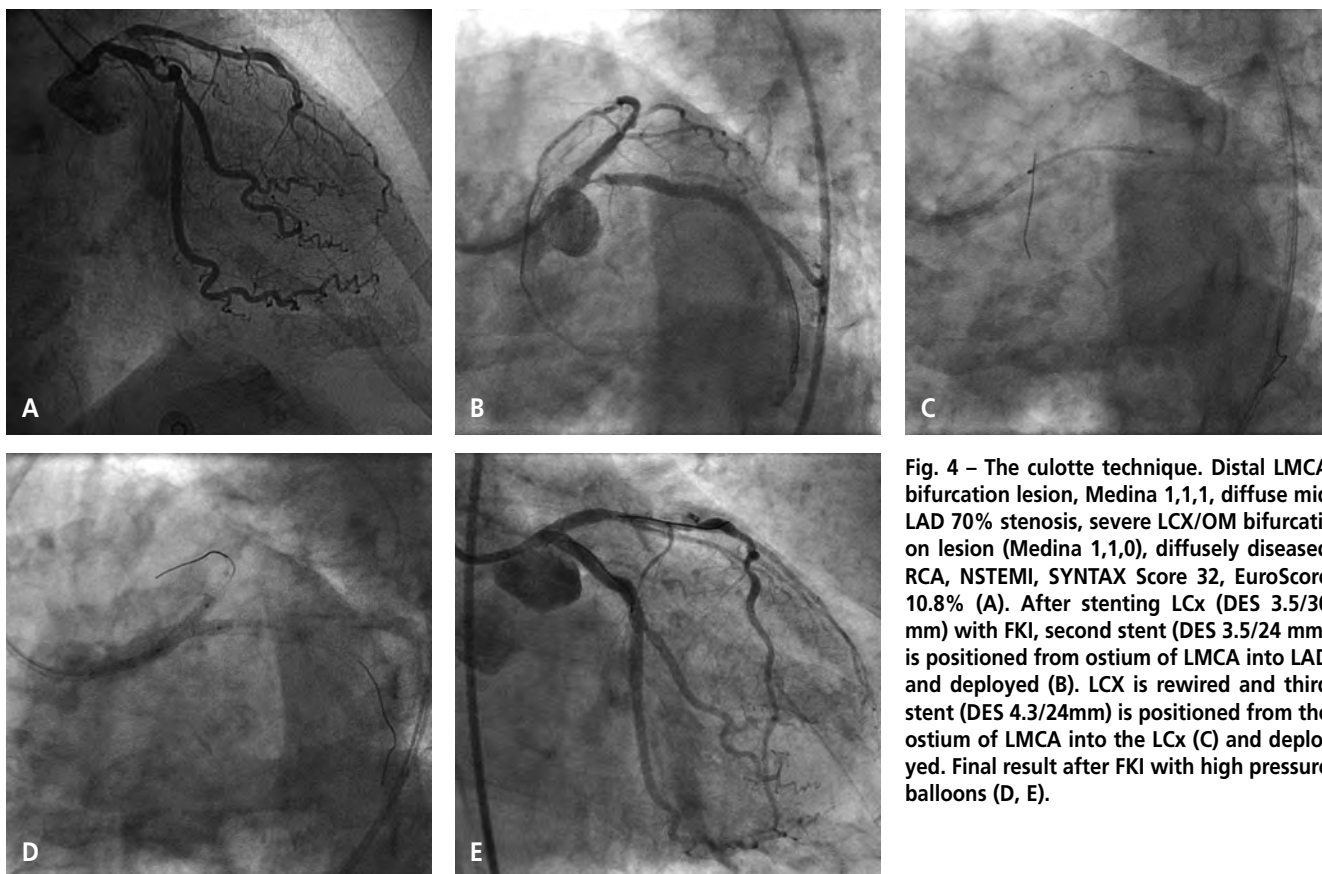 A
B
C
D
E
Fig. 4 – The culotte technique. Distal LMCA
bifurcation lesion, Medina 1,1,1, diffuse mid
LAD 70% stenosis, severe LCX/OM bifurcati
on lesion (Medina 1,1,0), diffusely diseased
RCA, NSTEMI, SYNTAX Score 32, EuroScore
10.8% (A). After stenting LCx (DES 3.5/30
mm) with FKI, second stent (DES 3.5/24 mm
is positioned from ostium of LMCA into LAD
and deployed (B). LCX is rewired and third
stent (DES 4.3/24mm) is positioned from the
ostium of LMCA into the LCx (C) and deplo
yed. Final result after FKI with high pressure
balloons (D, E).